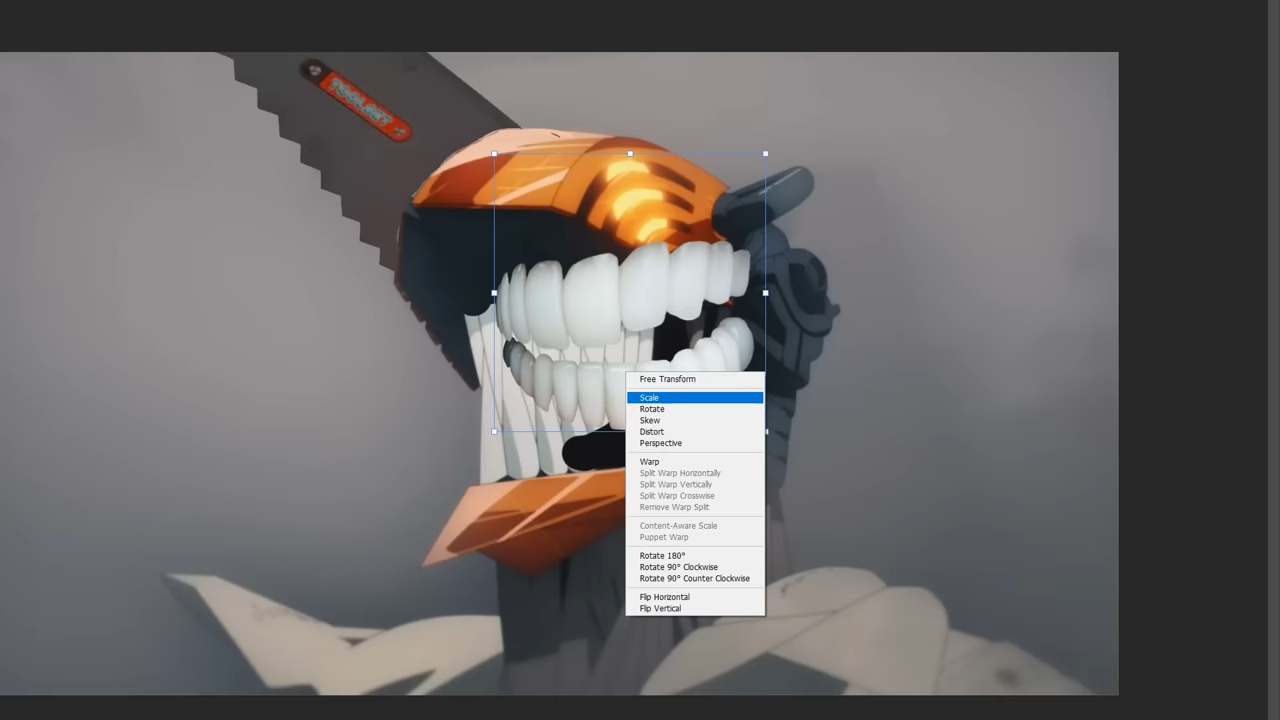 TOOLSET
Free Transform
Scale
Rotate
Skew
Distort
Perspective
Warp
Split Warp Horizontally
Split Warp Vertically
Split Warp Crosswise
Remove Warp Split
Content-Aware Scale
Puppet Warp
Rotate 180°
Rotate 90° Clockwise
Rotate 90° Counter Clockwise
Flip Horizontal
Flip Vertical